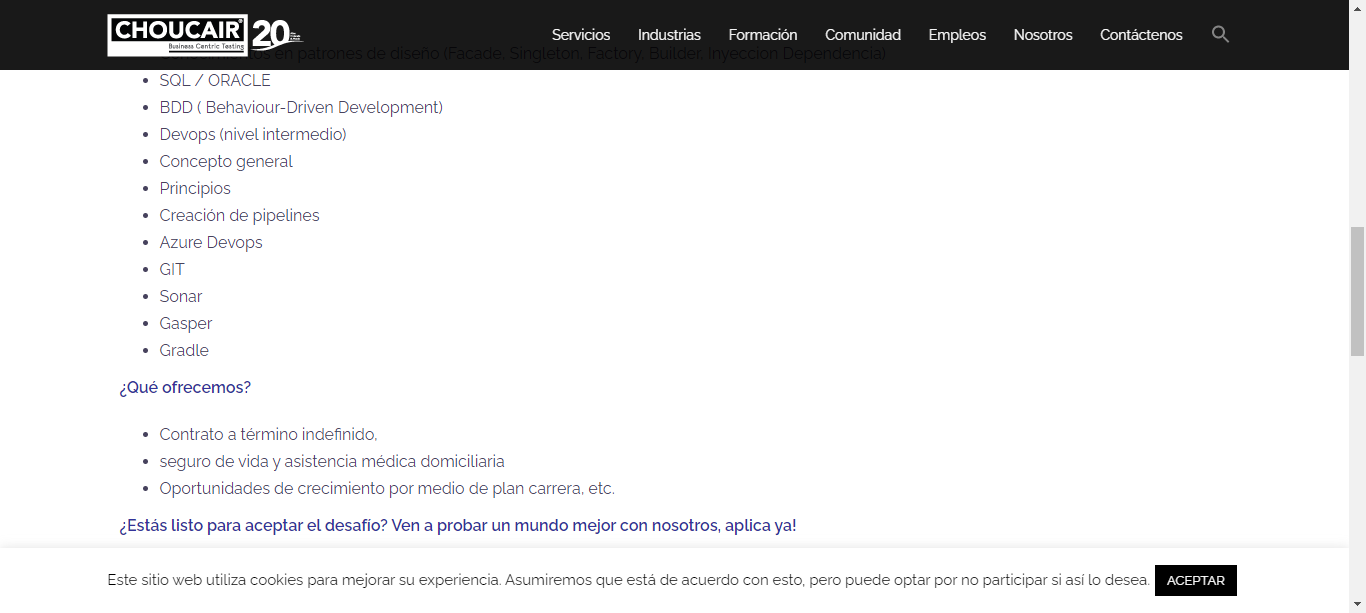 CHOUCAIR®
Business Centric Testing
20
Servicios Industrias Formación Comunidad Empleos Nosotros Contáctenos
Conocimientos en patrones de diseño (Facade, Singleton, Factory, Builder, Inyeccion Dependencia)
• SQL / ORACLE
• BDD ( Behaviour-Driven Development)
• Devops (nivel intermedio)
• Concepto general
• Principios
• Creación de pipelines
• Azure Devops
• GIT
• Sonar
• Gasper
• Gradle
¿Qué ofrecemos?
• Contrato a término indefinido,
• seguro de vida y asistencia médica domiciliaria
• Oportunidades de crecimiento por medio de plan carrera, etc.
¿Estás listo para aceptar el desafío? Ven a probar un mundo mejor con nosotros, aplica ya!
Este sitio web utiliza cookies para mejorar su experiencia. Asumiremos que está de acuerdo con esto, pero puede optar por no participar si así lo desea. ACEPTAR